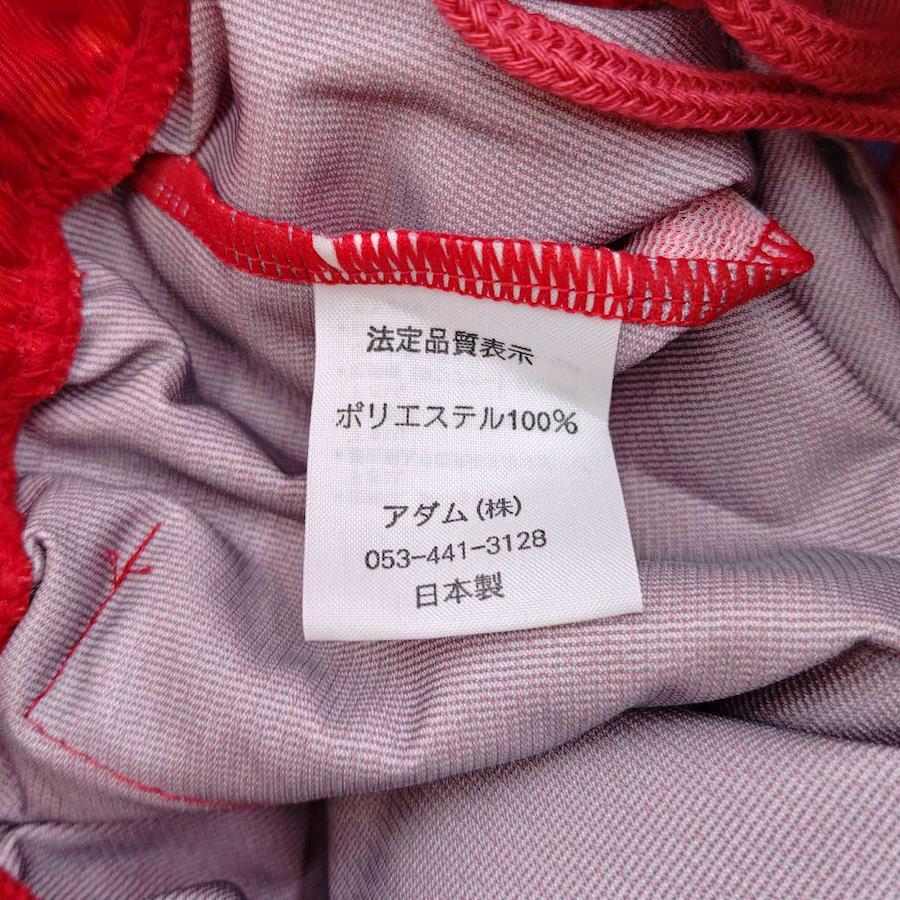 法定品質表示
ポリエステル100%
アダム(株)
053-441-3128
日本製